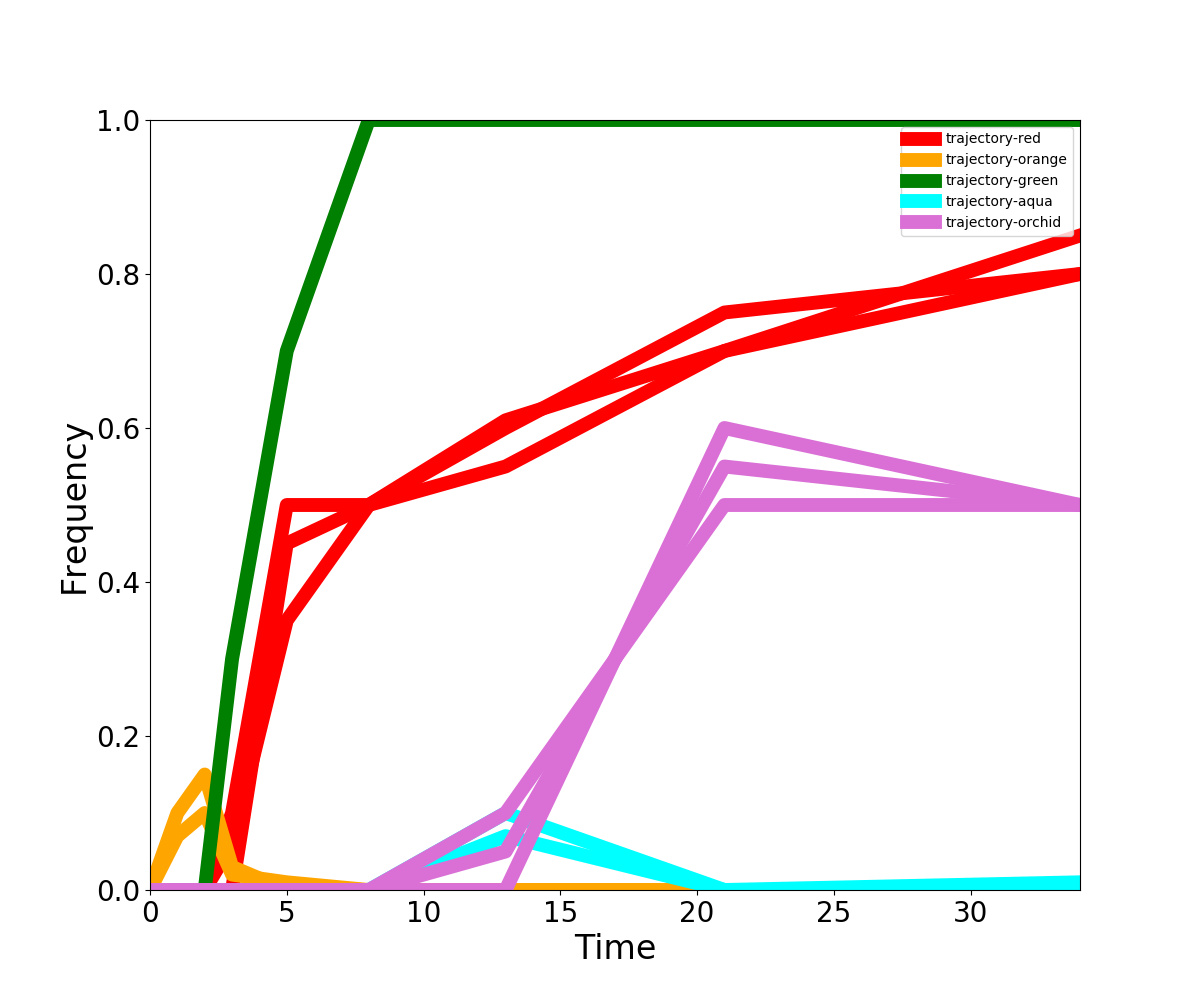 1.0
0.8
0.6
0.4
0.2
0.0
Frequency
0
5
10
15
20
25
30
Time
trajectory-red
trajectory-orange
trajectory-green
trajectory-aqua
trajectory-orchid